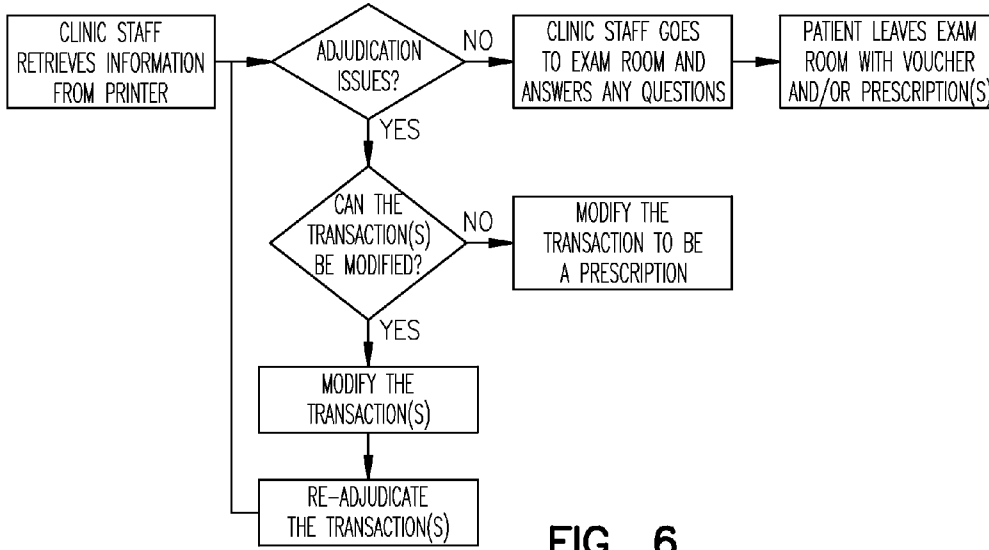 CLINIC STAFF
RETRIEVES INFORMATION
FROM PRINTER
ADJUDICATION
ISSUES?
NO
CLINIC STAFF GOES
TO EXAM ROOM AND
ANSWERS ANY QUESTIONS
PATIENT LEAVES EXAM
ROOM WITH VOUCHER
AND/OR PRESCRIPTION(S)
YES
CAN THE
TRANSACTION(S)
BE MODIFIED?
NO
MODIFY THE
TRANSACTION TO BE
A PRESCRIPTION
YES
MODIFY THE
TRANSACTION(S)
RE-ADJUDICATE
THE TRANSACTION(S)
FIG. 6